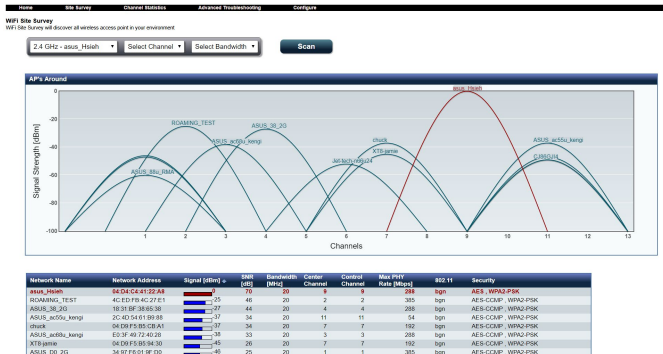 Home Site Survey Channel Statistics Advanced Troubleshooting Configure
WiFi Site Survey
WiFi Site Survey will discover all wireless access point in your environment
2.4 GHz - asus_Hsieh Select Channel Select Bandwidth Scan
AP's Around
asus_Hsieh
ROAMING_TEST
ASUS_38_2G
ASUS_ac68u_kengi
chuck
ASUS_ac55u_kengi
XT8-jamie
ASUS_88u_RMA
Signal Strength [dBm]
0
-20
-40
-60
-80
-100
1 2 3 4 5 6 7 8 9 10 11 12 13
Channels
Network Name Network Address Signal [dBm] SNR [dB] Bandwidth [MHz] Center Channel Control Channel Max PHY Rate [Mbps] 802.11 Security
asus_Hsieh 04:D4:C4:41:22:A8 0 70 20 9 9 288 bgn AES , WPA2-PSK
ROAMING_TEST 4C:ED:FB:4C:27:E1 -25 46 20 2 2 385 bgn AES-CCMP , WPA2-PSK
ASUS_38_2G 18:31:BF:38:65:38 -27 44 20 4 4 288 bgn AES-CCMP , WPA2-PSK
ASUS_ac55u_kengi 2C:4D:54:61:B9:EC -37 34 20 11 11 54 bgn AES-CCMP , WPA2-PSK
chuck 04:D9:F5:B5:CB:A1 -37 34 20 7 7 192 bgn AES-CCMP , WPA2-PSK
ASUS_ac68u_kengi E0:3F:49:72:40:28 -38 33 20 3 3 288 bgn AES-CCMP , WPA2-PSK
XT8-jamie 04:D9:F5:B5:94:30 -45 26 20 7 7 192 bgn AES-CCMP , WPA2-PSK
ASUS_D0_2G -46 25 20 1 1 385 bgn AES-CCMP , WPA2-PSK